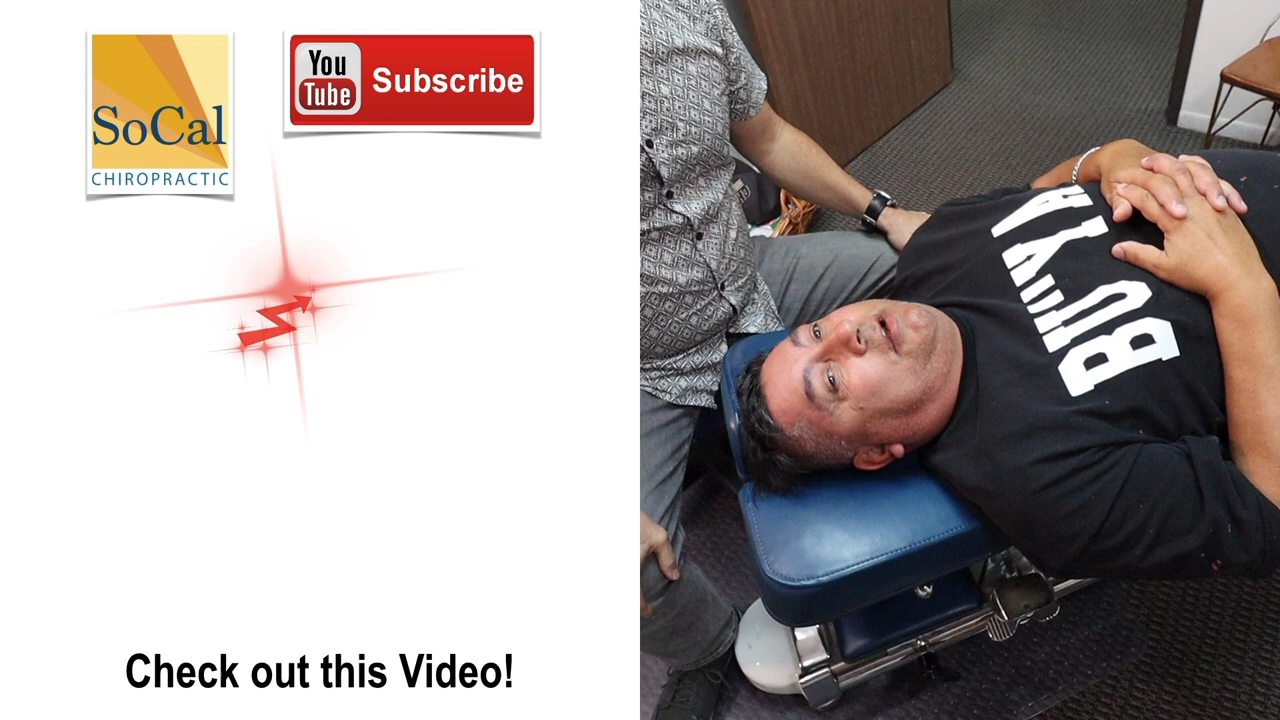 SoCal
CHIROPRACTIC
You
Tube
Subscribe
Check out this Video!